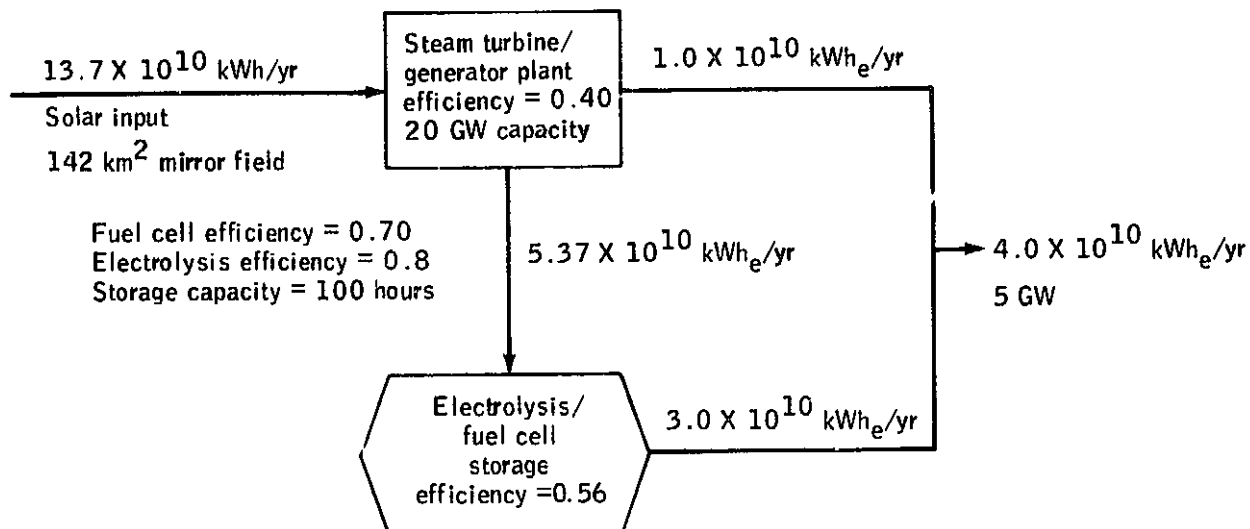 13.7 X 10^10 kWh/yr
Solar input
142 km^2 mirror field
Steam turbine/
generator plant
efficiency = 0.40
20 GW capacity
1.0 X 10^10 kWh_e/yr
Fuel cell efficiency = 0.70
Electrolysis efficiency = 0.8
Storage capacity = 100 hours
5.37 X 10^10 kWh_e/yr
4.0 X 10^10 kWh_e/yr
5 GW
Electrolysis/
fuel cell
storage
efficiency =0.56
3.0 X 10^10 kWh_e/yr